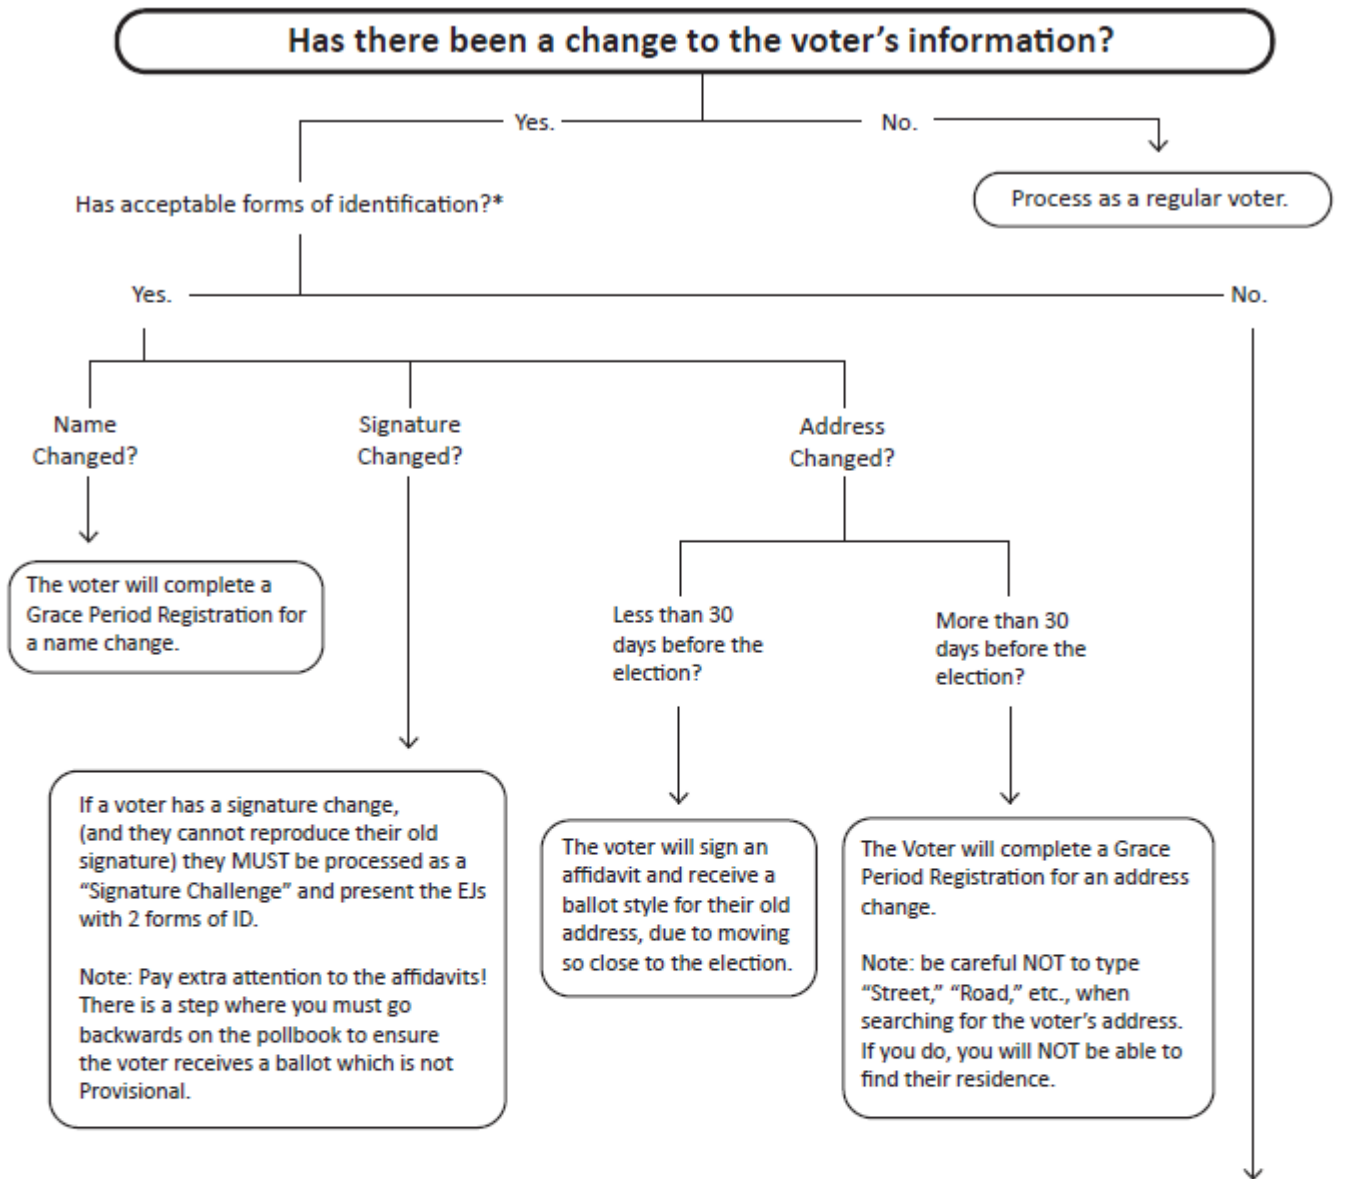 Has there been a change to the voter's information?
Yes.
No.
Has acceptable forms of identification?*
Process as a regular voter.
Yes.
No.
Name
Changed?
Signature
Changed?
Address
Changed?
The voter will complete a
Grace Period Registration for
a name change.
Less than 30
days before the
election?
More than 30
days before the
election?
If a voter has a signature change,
(and they cannot reproduce their old
signature) they MUST be processed as a
“Signature Challenge” and present the EJs
with 2 forms of ID.
Note: Pay extra attention to the affidavits!
There is a step where you must go
backwards on the pollbook to ensure
the voter receives a ballot which is not
Provisional.
The voter will sign an
affidavit and receive a
ballot style for their old
address, due to moving
so close to the election.
The Voter will complete a Grace
Period Registration for an address
change.
Note: be careful NOT to type
“Street,” “Road,” etc., when
searching for the voter's address.
If you do, you will NOT be able to
find their residence.